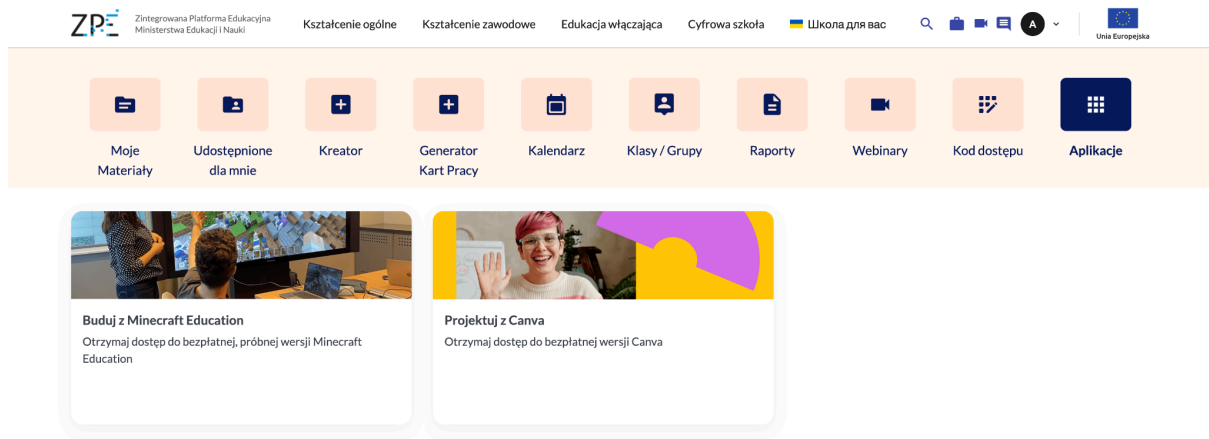 ZPE
Zintegrowana Platforma Edukacyjna
Ministerstwa Edukacji i Nauki
Kształcenie ogólne
Kształcenie zawodowe
Edukacja włączająca
Cyfrowa szkoła
Школа для вас
A
Unia Europejska
Moje
Materiały
Udostępnione
dla mnie
Kreator
Generator
Kart Pracy
Kalendarz
Klasy / Grupy
Raporty
Webinary
Kod dostępu
Aplikacje
Buduj z Minecraft Education
Otrzymaj dostęp do bezpłatnej, próbnej wersji Minecraft
Education
Projektuj z Canva
Otrzymaj dostęp do bezpłatnej wersji Canva